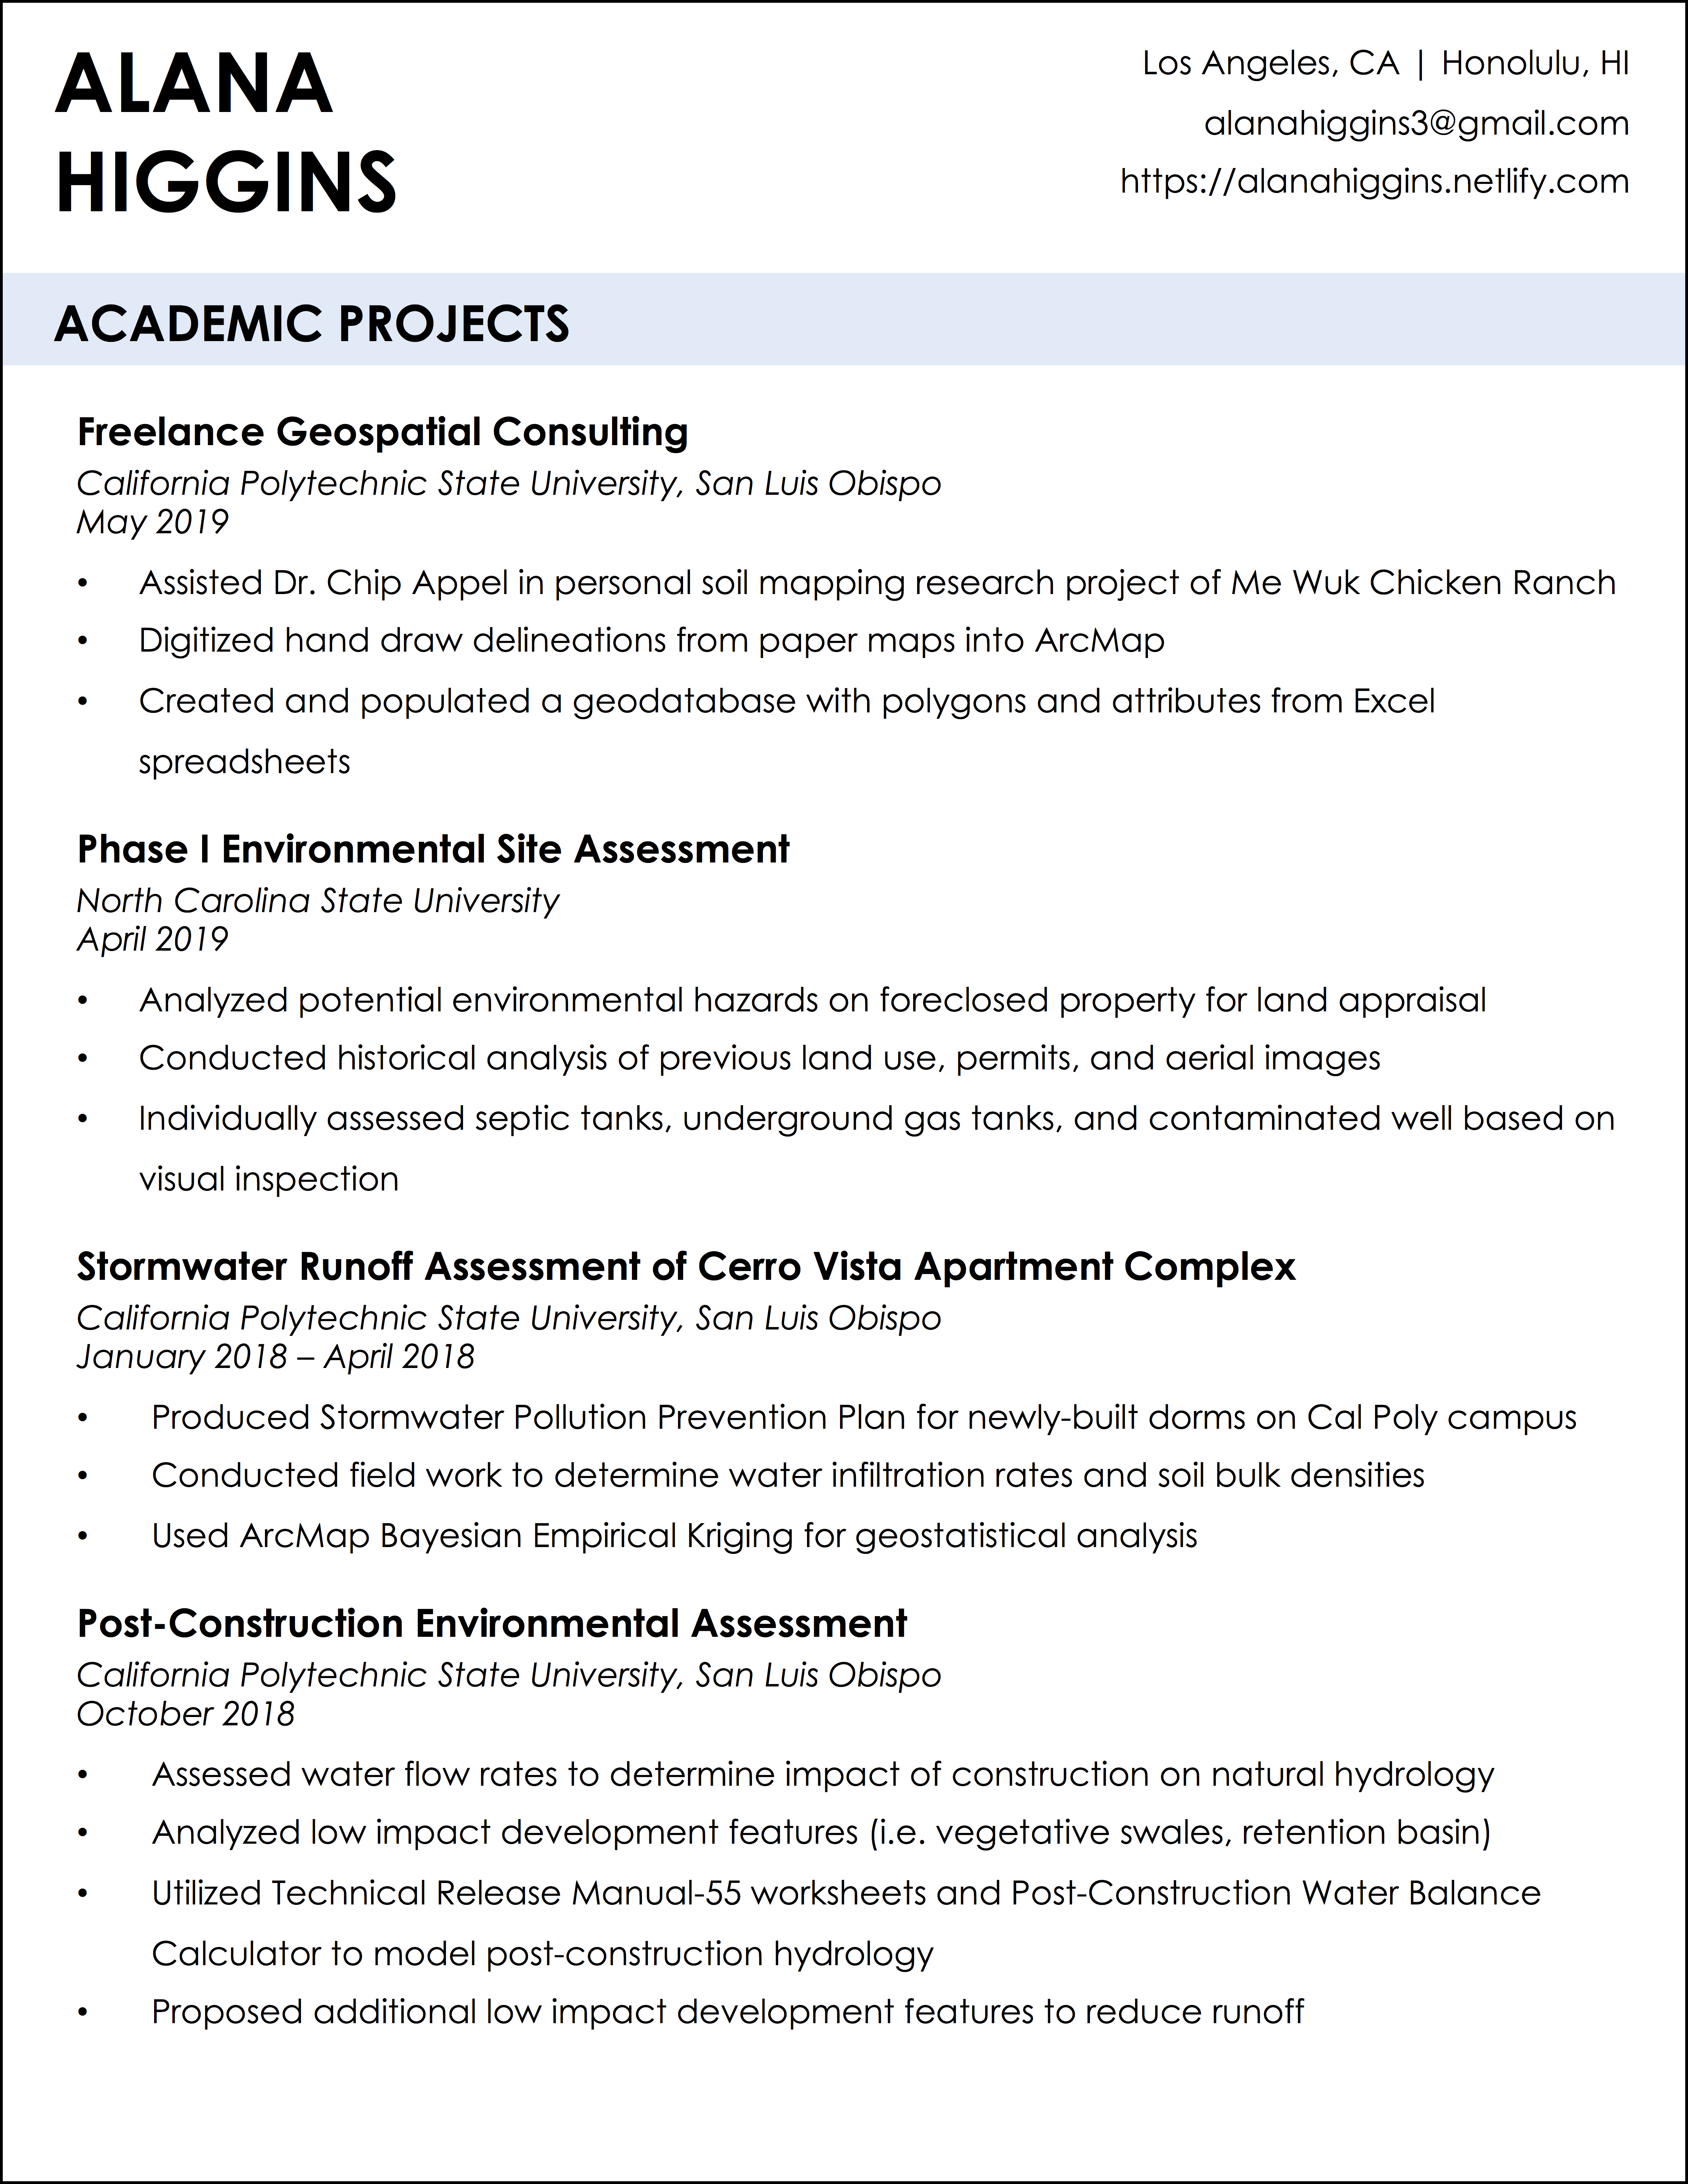 ALANA
HIGGINS
Los Angeles, CA | Honolulu, HI
alanahiggins3@gmail.com
https://alanahiggins.netlify.com
ACADEMIC PROJECTS
Freelance Geospatial Consulting
California Polytechnic State University, San Luis Obispo
May 2019
• Assisted Dr. Chip Appel in personal soil mapping research project of Me Wuk Chicken Ranch
• Digitized hand draw delineations from paper maps into ArcMap
• Created and populated a geodatabase with polygons and attributes from Excel
spreadsheets
Phase I Environmental Site Assessment
North Carolina State University
April 2019
• Analyzed potential environmental hazards on foreclosed property for land appraisal
• Conducted historical analysis of previous land use, permits, and aerial images
• Individually assessed septic tanks, underground gas tanks, and contaminated well based on
visual inspection
Stormwater Runoff Assessment of Cerro Vista Apartment Complex
California Polytechnic State University, San Luis Obispo
January 2018 – April 2018
• Produced Stormwater Pollution Prevention Plan for newly-built dorms on Cal Poly campus
• Conducted field work to determine water infiltration rates and soil bulk densities
• Used ArcMap Bayesian Empirical Kriging for geostatistical analysis
Post-Construction Environmental Assessment
California Polytechnic State University, San Luis Obispo
October 2018
• Assessed water flow rates to determine impact of construction on natural hydrology
• Analyzed low impact development features (i.e. vegetative swales, retention basin)
• Utilized Technical Release Manual-55 worksheets and Post-Construction Water Balance
Calculator to model post-construction hydrology
• Proposed additional low impact development features to reduce runoff